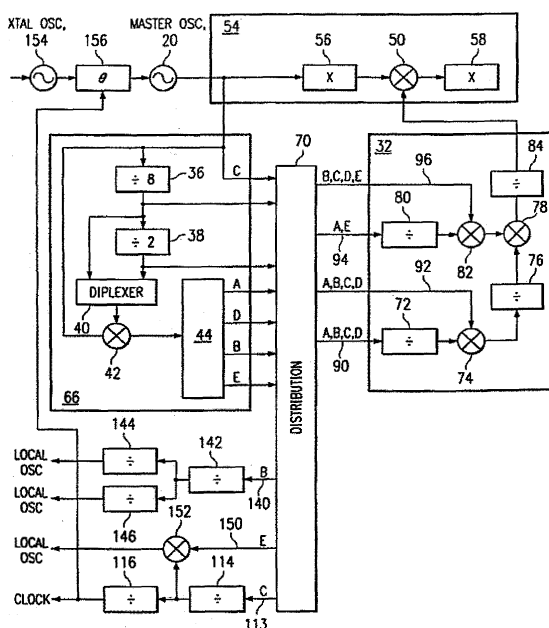 XTAL OSC, MASTER OSC,
154 156 20 54 56 50 58
θ X X
66
÷ 8 36 C
÷ 2 38
DIPLEXER
40 42 44
A
D
B
E
70
DISTRIBUTION
32
B,C,D,E 96 84
÷
80 78
A,E ÷
94 82 76
A,B,C,D 92 ÷
72
A,B,C,D ÷
90 74
144
LOCAL OSC ÷ 142
÷ B
140
LOCAL OSC ÷
146 152 150
LOCAL OSC E
116 114
CLOCK ÷ ÷ C
113